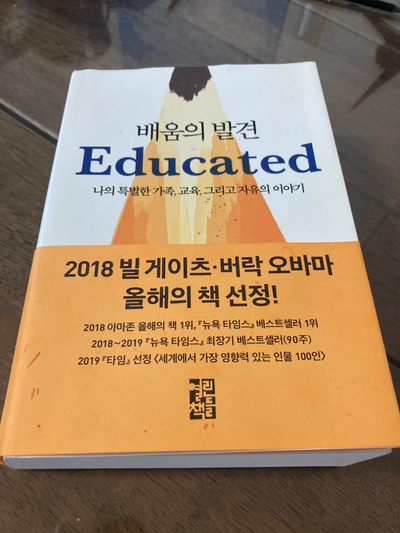 배움의 발견
Educated
나의 특별한 가족, 교육, 그리고 자유의 이야기
2018 빌 게이츠·버락 오바마
올해의 책 선정!
2018 아마존 올해의 책 1위, 『뉴욕 타임스』 베스트셀러 1위
2018~2019 『뉴욕 타임스』 최장기 베스트셀러(90주)
2019 『타임』 선정 〈세계에서 가장 영향력 있는 인물 100인〉
열린책들